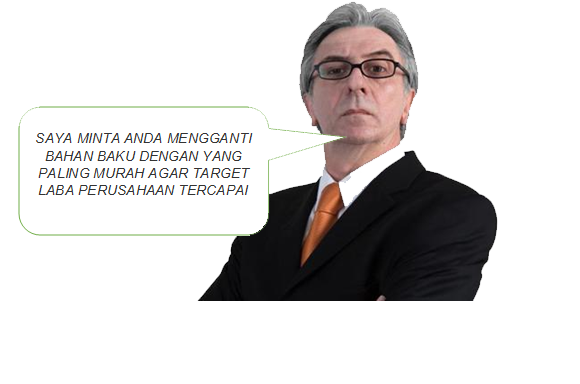 SAYA MINTA ANDA MENGGANTI
BAHAN BAKU DENGAN YANG
PALING MURAH AGAR TARGET
LABA PERUSAHAAN TERCAPAI